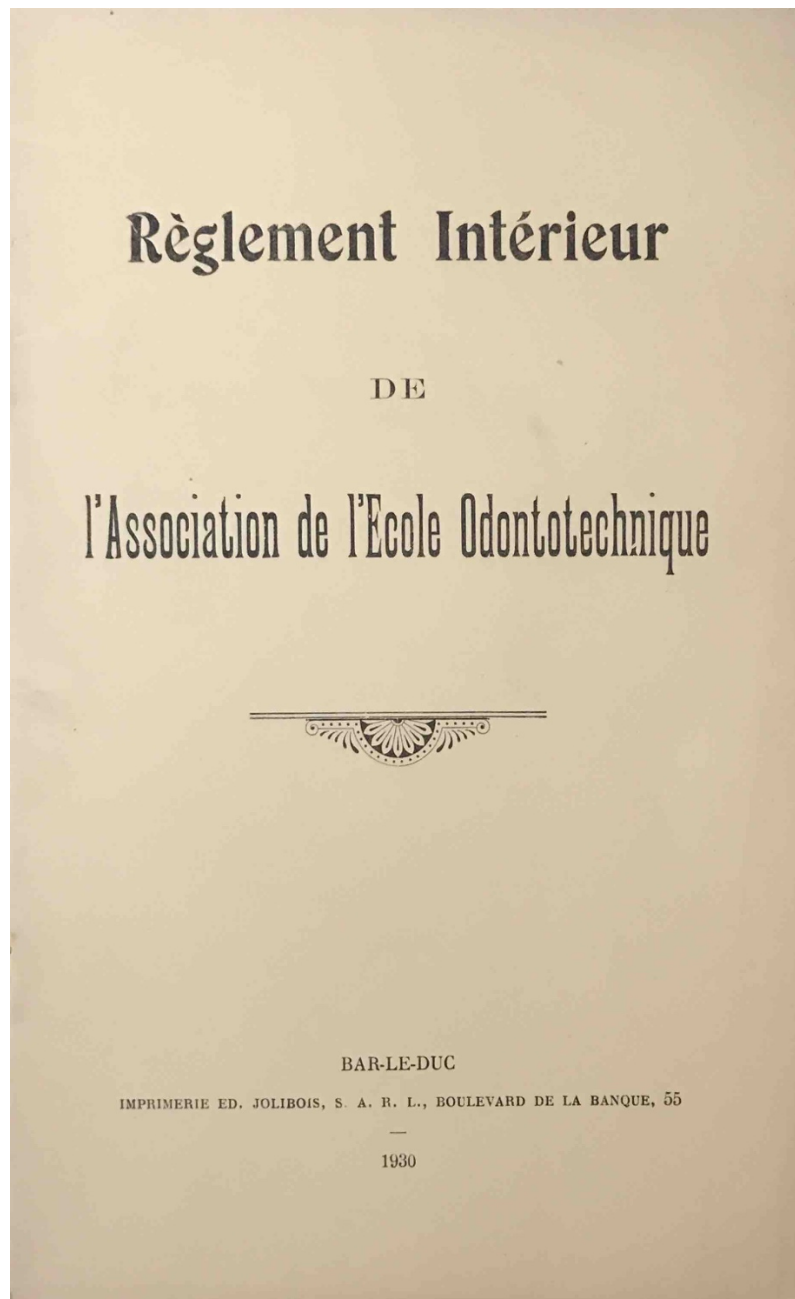 Règlement Intérieur
DE
l'Association de l'Ecole Odontotechnique
BAR-LE-DUC
IMPRIMERIE ED. JOLIBOIS, S. A. R. L., BOULEVARD DE LA BANQUE, 55
1930